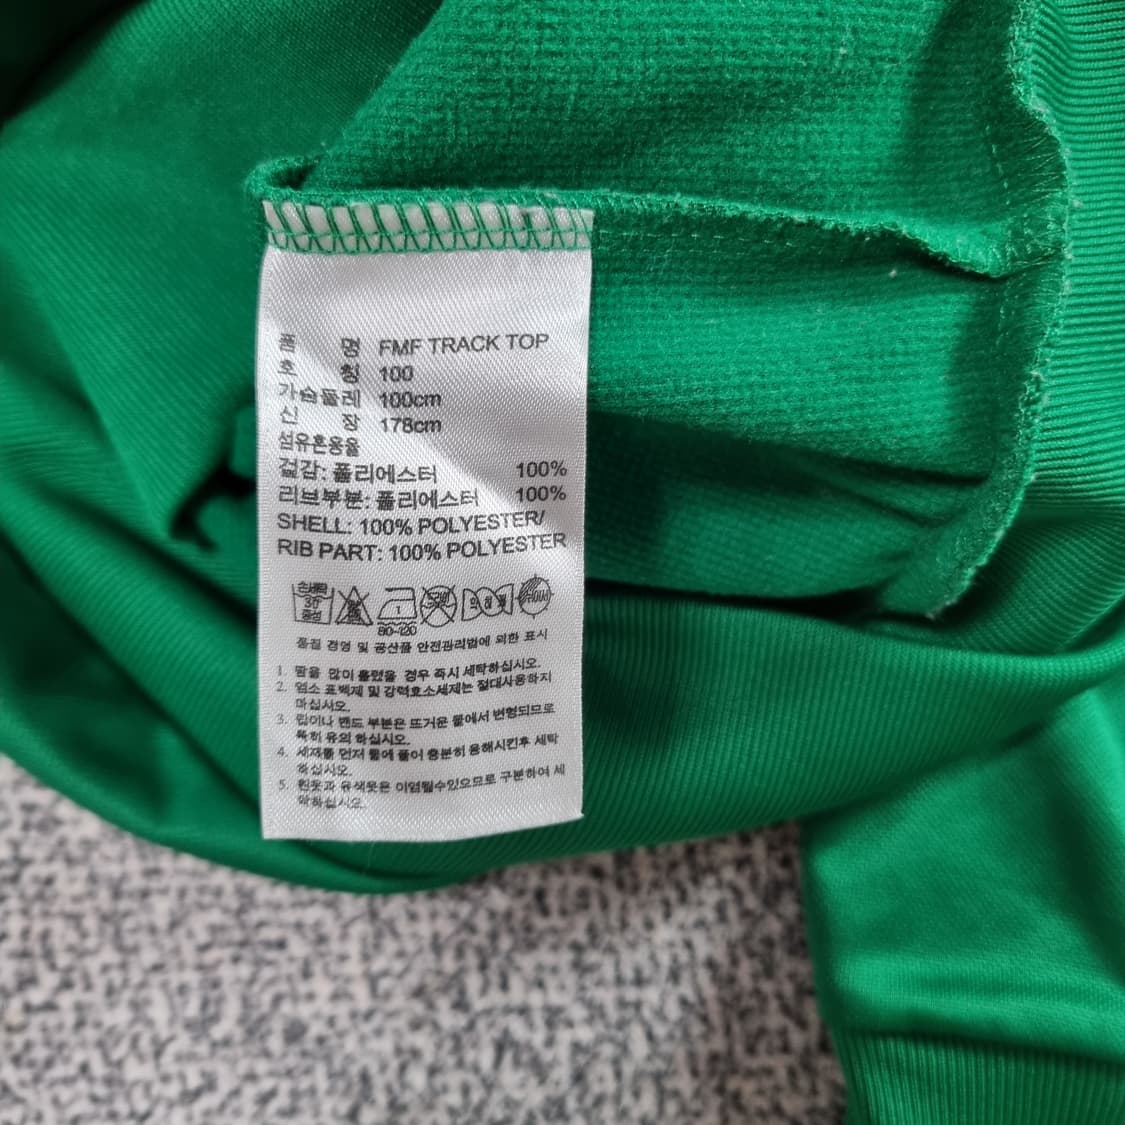 품 명 FMF TRACK TOP
호 칭 100
가슴둘레 100cm
신 장 178cm
섬유혼용율
겉감: 폴리에스터 100%
리브부분: 폴리에스터 100%
SHELL: 100% POLYESTER/
RIB PART: 100% POLYESTER
손세탁
30°
중성
80-120
품질 경영 및 공산품 안전관리법에 의한 표시
1. 땀을 많이 흘렸을 경우 즉시 세탁하십시오.
2. 염소 표백제 및 강력효소세제는 절대사용하지
마십시오.
3. 립이나 밴드 부분은 뜨거운 물에서 변형되므로
특히 유의 하십시오.
4. 세제를 먼저 물에 풀어 충분히 용해시킨후 세탁
하십시오.
5. 흰옷과 유색옷은 이염될수있으므로 구분하여 세
탁하십시오.